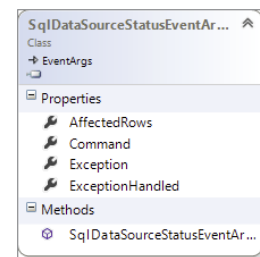 SqlDataSourceStatusEventAr...
Class
EventArgs
Properties
AffectedRows
Command
Exception
ExceptionHandled
Methods
SqlDataSourceStatusEventAr...